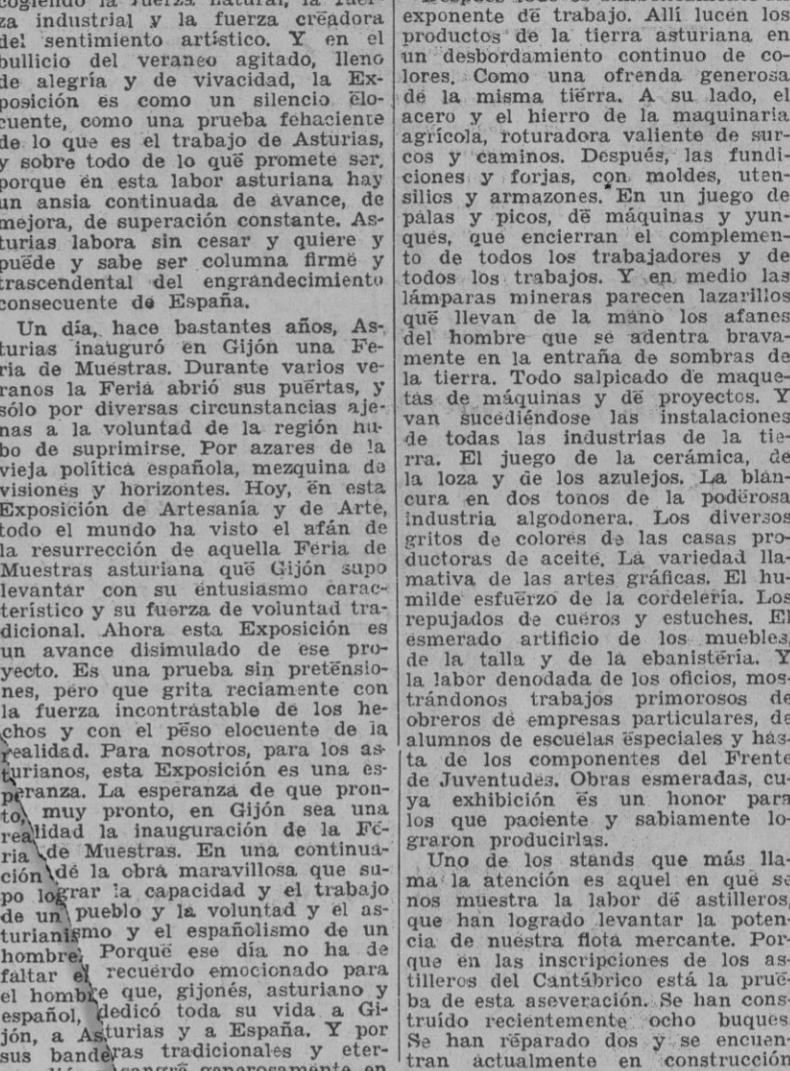 cogiendo la fuerza natural, la fuer-
za industrial y la fuerza creadora
del sentimiento artístico. Y en el
bullicio del veraneo agitado, lleno
de alegría y de vivacidad, la Ex-
posición es como un silencio elo-
cuente, como una prueba fehaciente
de lo que es el trabajo de Asturias,
y sobre todo de lo que promete ser,
porque en esta labor asturiana hay
un ansia continuada de avance, de
mejora, de superación constante. As-
turias labora sin cesar y quiere y
puede y sabe ser columna firme y
trascendental del engrandecimiento
consecuente de España.
Un día, hace bastantes años, As-
turias inauguró en Gijón una Fe-
ria de Muestras. Durante varios ve-
ranos la Feria abrió sus puertas, y
sólo por diversas circunstancias aje-
nas a la voluntad de la región hu-
bo de suprimirse. Por azares de la
vieja política española, mezquina de
visiones y horizontes. Hoy, en esta
Exposición de Artesanía y de Arte,
todo el mundo ha visto el afán de
la resurrección de aquella Feria de
Muestras asturiana que Gijón supo
levantar con su entusiasmo carac-
terístico y su fuerza de voluntad tra-
dicional. Ahora esta Exposición es
un avance disimulado de ese pro-
yecto. Es una prueba sin pretensio-
nes, pero que grita reciamente con
la fuerza incontrastable de los he-
chos y con el peso elocuente de la
realidad. Para nosotros, para los as-
turianos, esta Exposición es una es-
peranza. La esperanza de que pron-
to, muy pronto, en Gijón sea una
realidad la inauguración de la Fe-
ria de Muestras. En una continua-
ción de la obra maravillosa que su-
po lograr la capacidad y el trabajo
de un pueblo y la voluntad y el as-
turianismo y el españolismo de un
hombre. Porque ese día no ha de
faltar el recuerdo emocionado para
el hombre que, gijonés, asturiano y
español, dedicó toda su vida a Gi-
jón, a Asturias y a España. Y por
sus banderas tradicionales y eter-
sangre generosamente en
exponente de trabajo. Allí lucen los
productos de la tierra asturiana en
un desbordamiento continuo de co-
lores. Como una ofrenda generosa
de la misma tierra. A su lado, el
acero y el hierro de la maquinaria
agrícola, roturadora valiente de sur-
cos y caminos. Después, las fundi-
ciones y forjas, con moldes, uten-
silios y armazones. En un juego de
palas y picos, de máquinas y yun-
ques, que encierran el complemen-
to de todos los trabajadores y de
todos los trabajos. Y en medio las
lámparas mineras parecen lazarillos
que llevan de la mano los afanes
del hombre que se adentra brava-
mente en la entraña de sombras de
la tierra. Todo salpicado de maque-
tas de máquinas y de proyectos. Y
van sucediéndose las instalaciones
de todas las industrias de la tie-
rra. El juego de la cerámica, de
la loza y de los azulejos. La blan-
cura en dos tonos de la poderosa
industria algodonera. Los diversos
gritos de colores de las casas pro-
ductoras de aceite. La variedad lla-
mativa de las artes gráficas. El hu-
milde esfuerzo de la cordelería. Los
repujados de cueros y estuches. El
esmerado artificio de los muebles,
de la talla y de la ebanistería. Y
la labor denodada de los oficios, mos-
trándonos trabajos primorosos de
obreros de empresas particulares, de
alumnos de escuelas especiales y has-
ta de los componentes del Frente
de Juventudes. Obras esmeradas, cu-
ya exhibición es un honor para
los que paciente y sabiamente lo-
graron producirlas.
Uno de los stands que más lla-
ma la atención es aquel en que se
nos muestra la labor de astilleros,
que han logrado levantar la poten-
cia de nuestra flota mercante. Por-
que en las inscripciones de los as-
tilleros del Cantábrico está la prue-
ba de esta aseveración. Se han cons-
truído recientemente ocho buques.
Se han reparado dos y se encuen-
tran actualmente en construcción